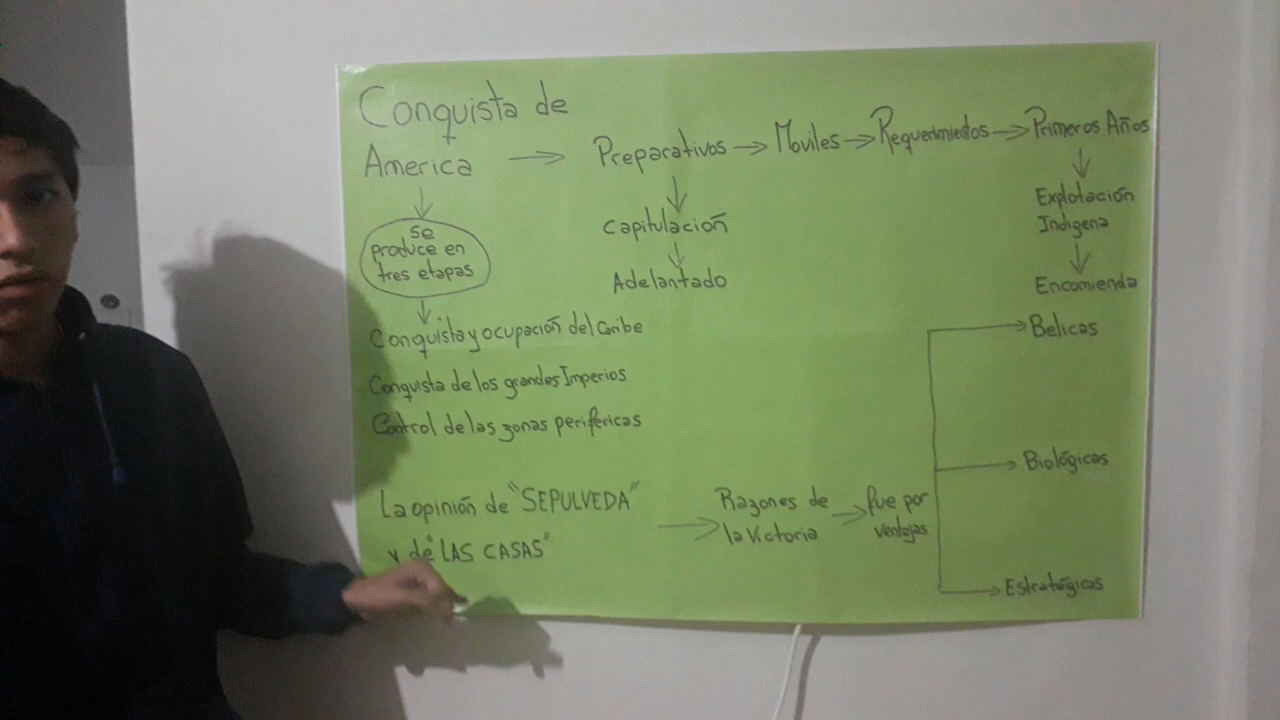 Conquista de
America → Preparativos → Moviles → Requerimientos → Primeros Años
se
produce en
tres etapas
Conquista y ocupación del Caribe
Conquista de los grandes Imperios
Control de las zonas perifericas
Capitulación
Adelantado
Explotación
Indigena
Encomienda
La opinión de "SEPULVEDA"
y de "LAS CASAS"
Razones de
la Victoria
fue por
ventajas
Belicas
Biológicas
Estratégicas